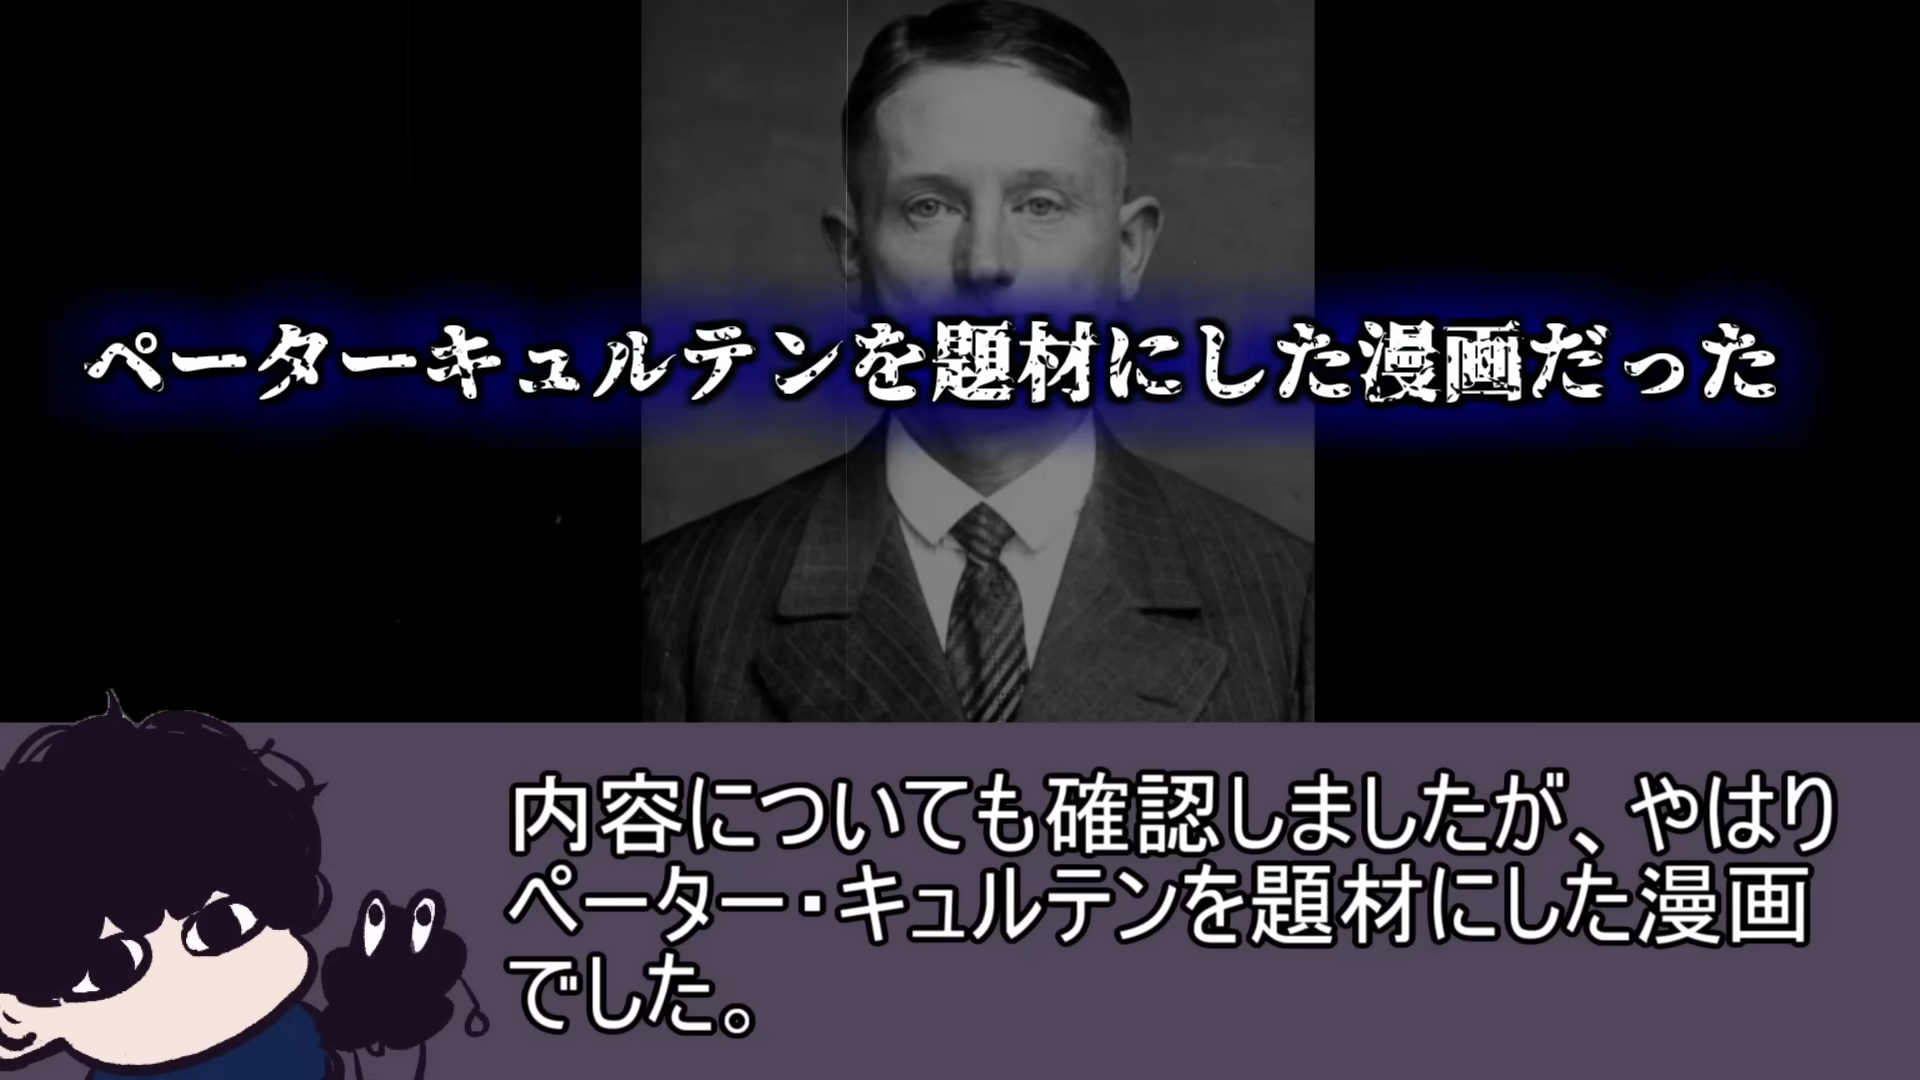 ペーターキュルテンを題材にした漫画だった
内容についても確認しましたが、やはり
ペーター・キュルテンを題材にした漫画
でした。